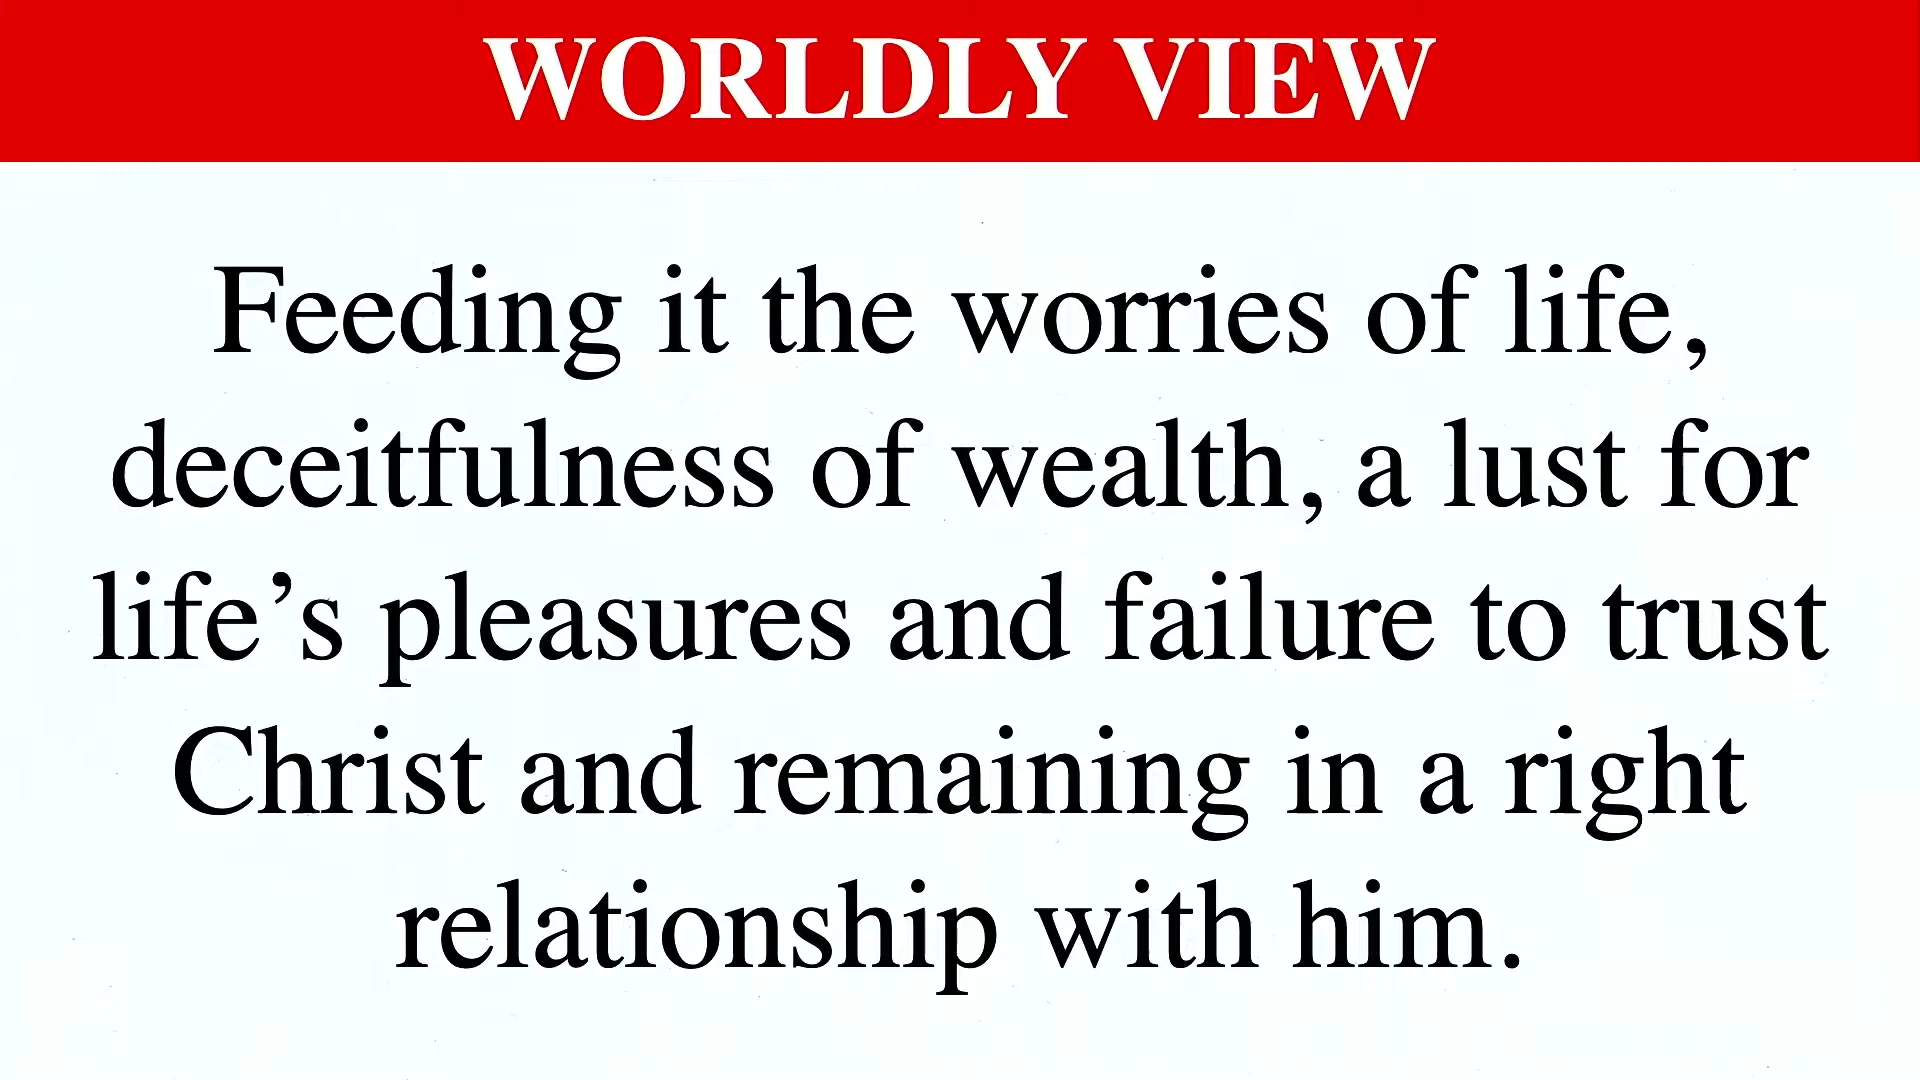 WORLDLY VIEW
Feeding it the worries of life,
deceitfulness of wealth, a lust for
life’s pleasures and failure to trust
Christ and remaining in a right
relationship with him.